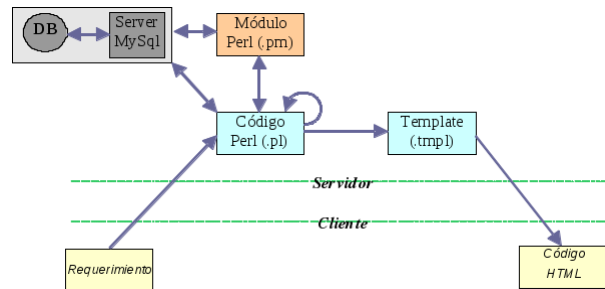 DB
Server
MySql
Módulo
Perl (.pm)
Código
Perl (.pl)
Template
(.tmpl)
Servidor
Cliente
Requerimiento
Código
HTML